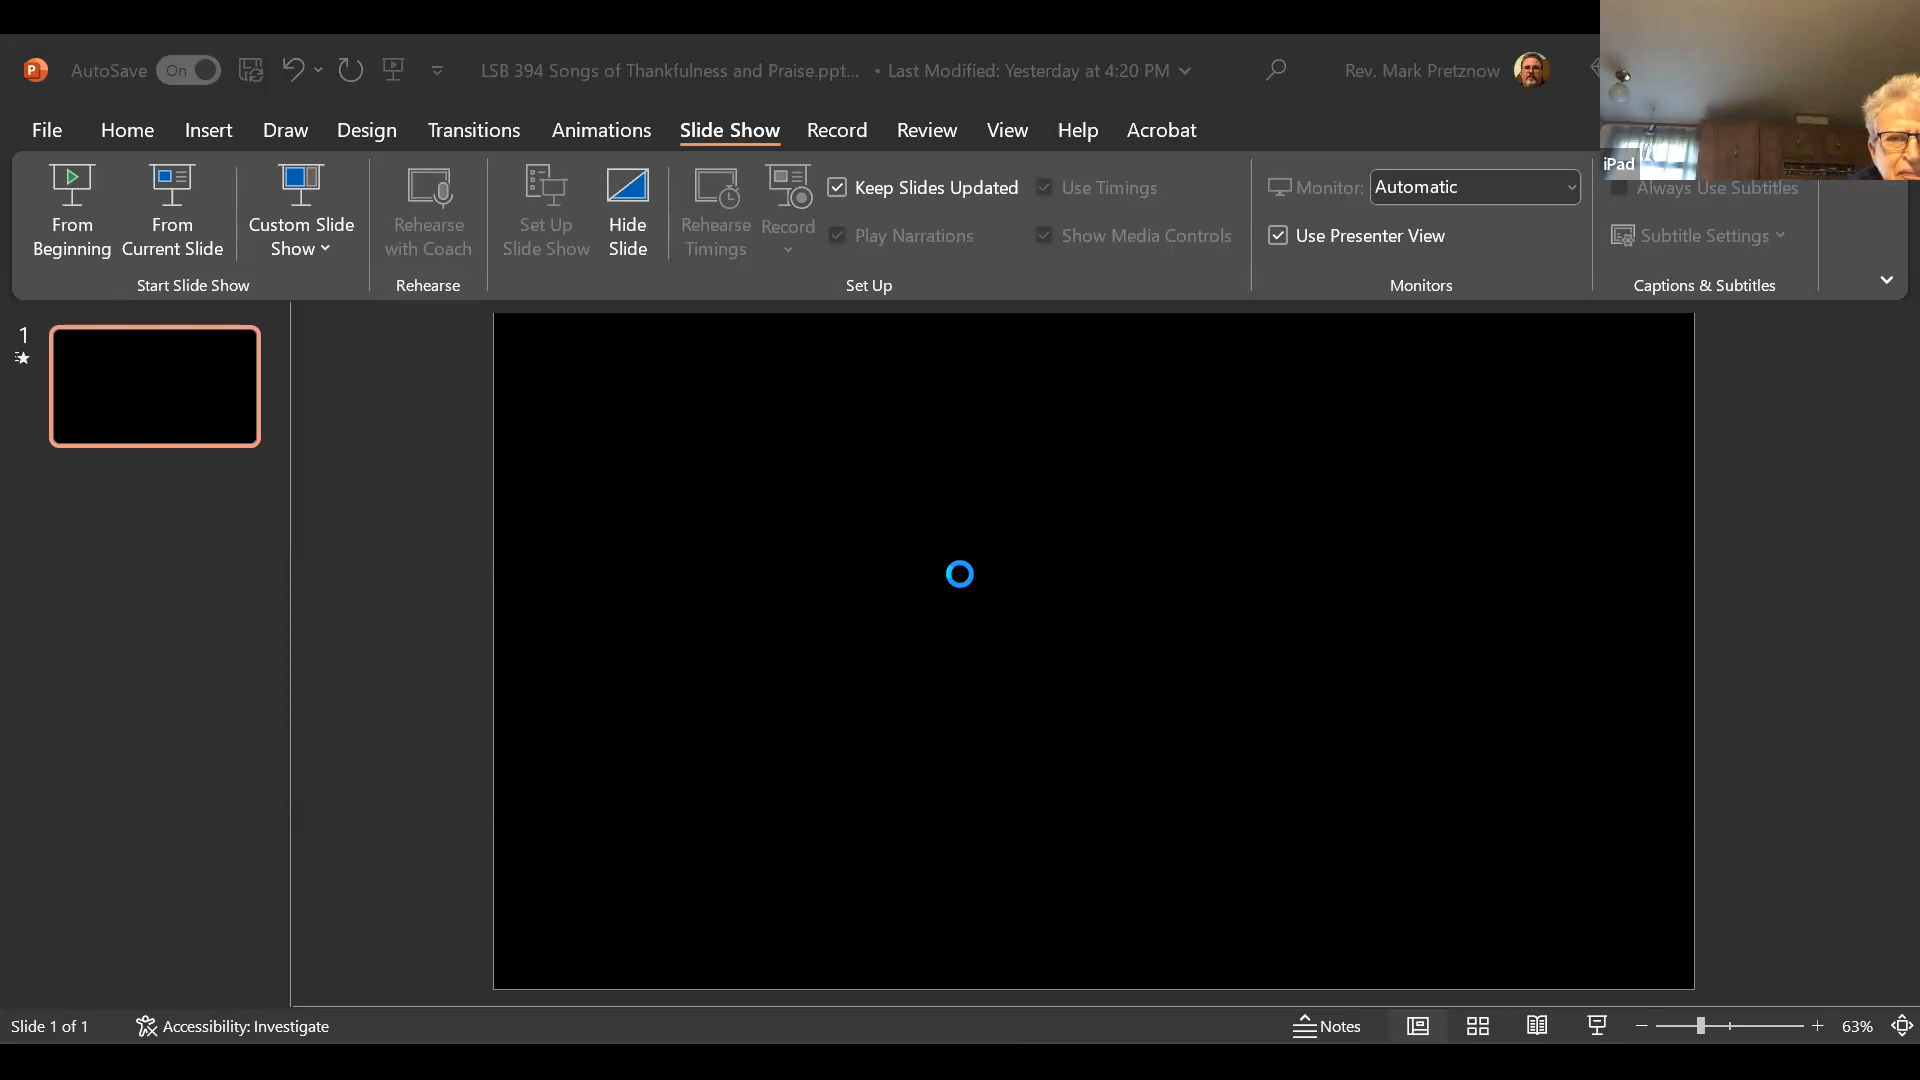 AutoSave On LSB 394 Songs of Thankfulness and Praise.ppt... • Last Modified: Yesterday at 4:20 PM Rev. Mark Pretznow
File Home Insert Draw Design Transitions Animations Slide Show Record Review View Help Acrobat
iPad
From Beginning
From Current Slide
Custom Slide Show
Start Slide Show
Rehearse with Coach
Rehearse
Set Up Slide Show
Hide Slide
Rehearse Timings
Record
Keep Slides Updated
Play Narrations
Use Timings
Show Media Controls
Set Up
Monitor: Automatic
Use Presenter View
Monitors
Always Use Subtitles
Subtitle Settings
Captions & Subtitles
1
Slide 1 of 1 Accessibility: Investigate Notes 63%